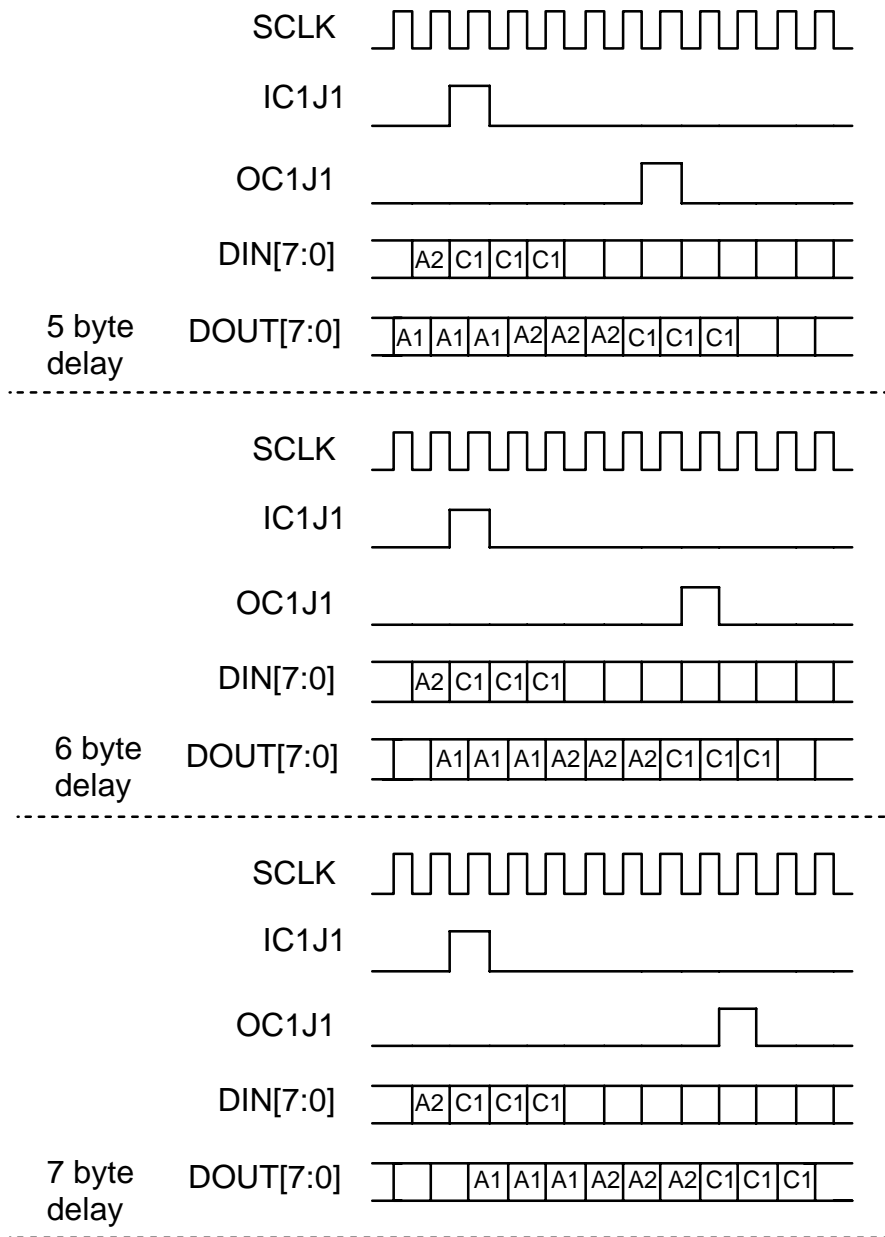 SCLK
IC1J1
OC1J1
DIN[7:0] A2 C1 C1 C1
5 byte delay DOUT[7:0] A1 A1 A1 A2 A2 A2 C1 C1 C1
SCLK
IC1J1
OC1J1
DIN[7:0] A2 C1 C1 C1
6 byte delay DOUT[7:0] A1 A1 A1 A2 A2 A2 C1 C1 C1
SCLK
IC1J1
OC1J1
DIN[7:0] A2 C1 C1 C1
7 byte delay DOUT[7:0] A1 A1 A1 A2 A2 A2 C1 C1 C1